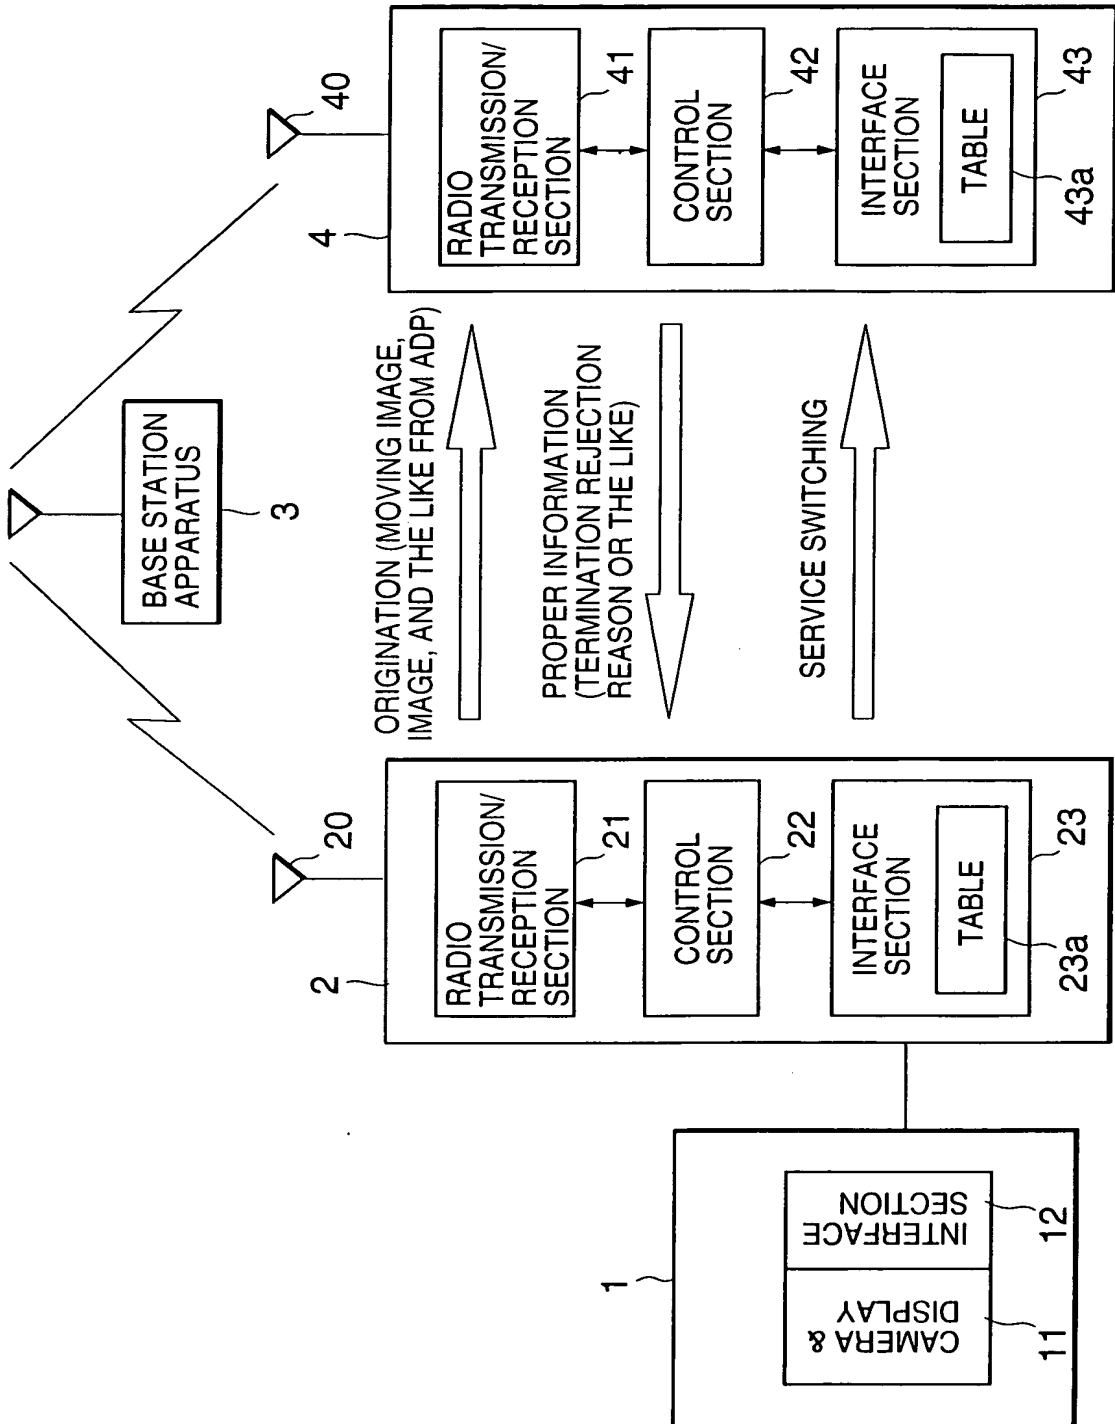 BASE STATION
APPARATUS
3
20
40
2
RADIO
TRANSMISSION/
RECEPTION
SECTION
21
CONTROL
SECTION
22
INTERFACE
SECTION
TABLE
23a
23
ORIGINATION (MOVING IMAGE,
IMAGE, AND THE LIKE FROM ADP)
PROPER INFORMATION
(TERMINATION REJECTION
REASON OR THE LIKE)
SERVICE SWITCHING
4
RADIO
TRANSMISSION/
RECEPTION
SECTION
41
CONTROL
SECTION
42
INTERFACE
SECTION
TABLE
43a
43
1
CAMERA &
DISPLAY
11
INTERFACE
SECTION
12